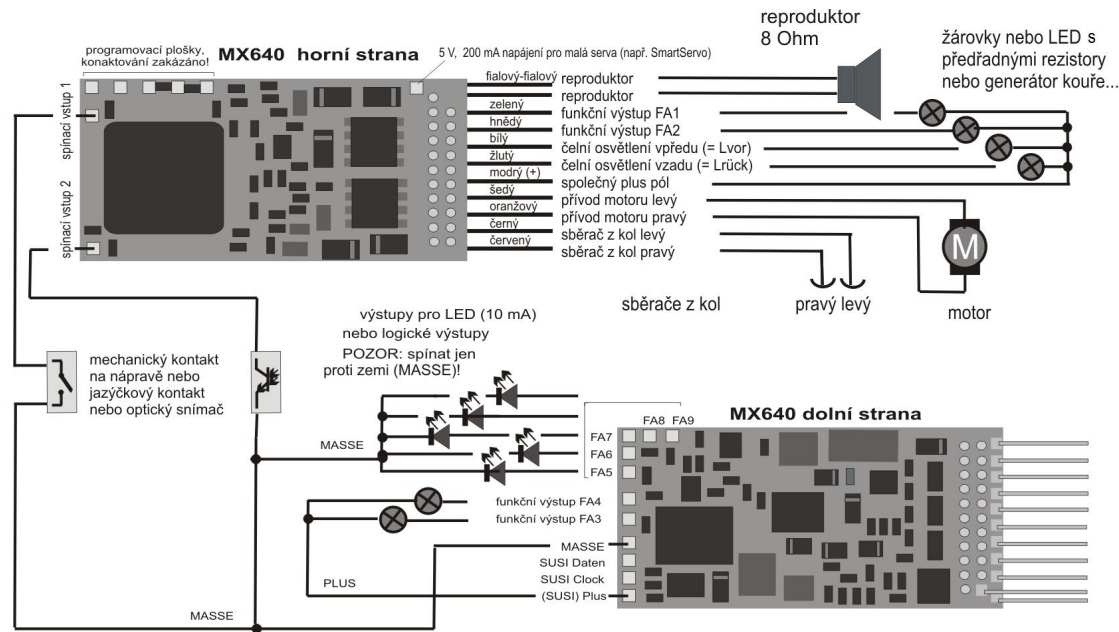 reproduktor
8 Ohm
žárovky nebo LED s
předřadnými rezistory
nebo generátor kouře...
programovací plošky,
konaktování zakázáno!
MX640 horní strana
5 V, 200 mA napájení pro malá serva (např. SmartServo)
spínací vstup 1
spínací vstup 2
fialový-fialový reproduktor
reproduktor
zelený funkční výstup FA1
hnědý funkční výstup FA2
bílý čelní osvětlení vpředu (= Lvor)
žlutý čelní osvětlení vzadu (= Lrück)
modrý (+) společný plus pól
šedý přívod motoru levý
oranžový přívod motoru pravý
černý sběrač z kol levý
červený sběrač z kol pravý
M
sběrače z kol
pravý levý
motor
výstupy pro LED (10 mA)
nebo logické výstupy
POZOR: spínat jen
proti zemi (MASSE)!
mechanický kontakt
na nápravě nebo
jazýčkový kontakt
nebo optický snímač
MX640 dolní strana
FA8 FA9
FA7
FA6
FA5
MASSE
funkční výstup FA4
funkční výstup FA3
MASSE
SUSI Daten
SUSI Clock
(SUSI) Plus
PLUS
MASSE